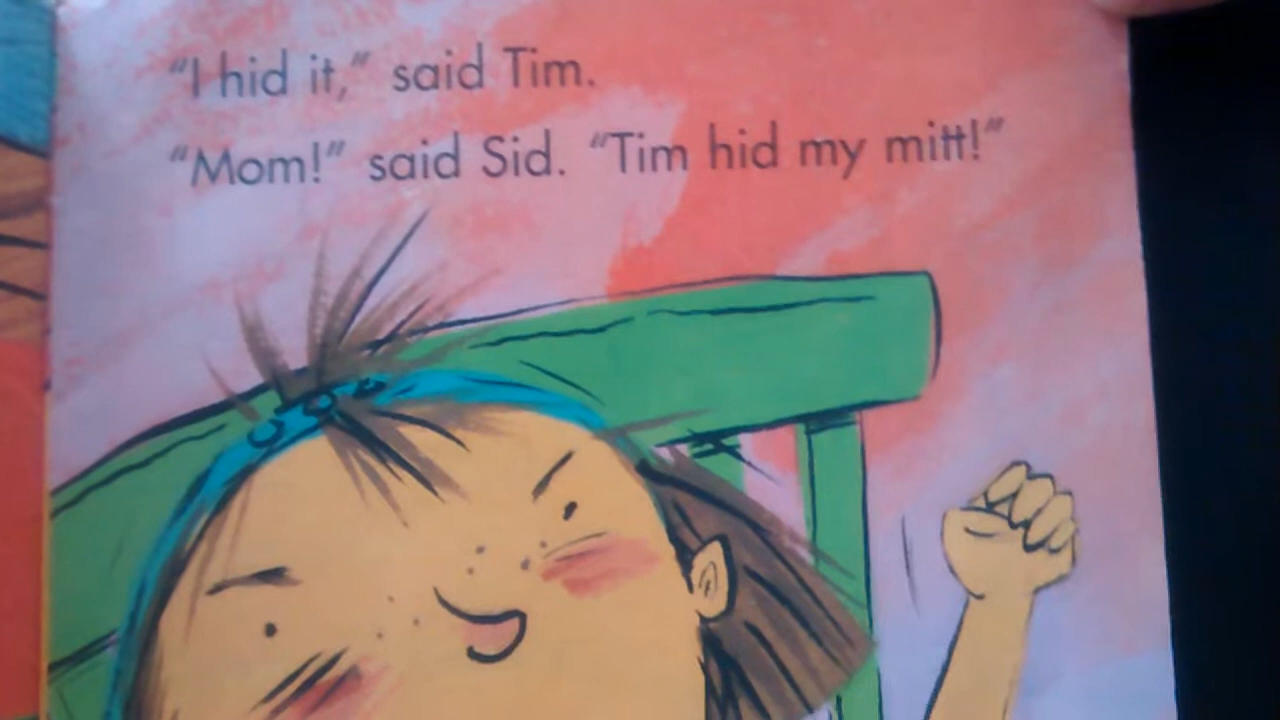 “I hid it,” said Tim.
“Mom!” said Sid. “Tim hid my mitt!”